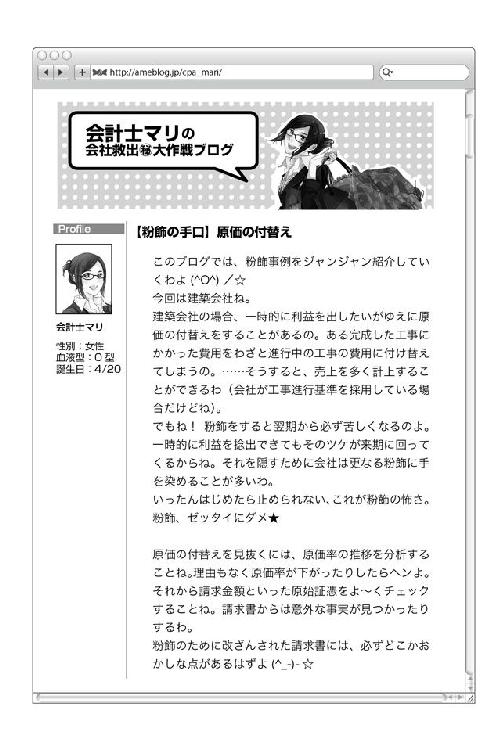 http://ameblog.jp/cpa_mari/
会計士マリの
会社救出㊙大作戦ブログ
Profile
会計士マリ
性別：女性
血液型：C型
誕生日：4/20
【粉飾の手口】原価の付替え
このブログでは、粉飾事例をジャンジャン紹介してい
くわよ (^O^) ／☆
今回は建築会社ね。
建築会社の場合、一時的に利益を出したいがゆえに原
価の付替えをすることがあるの。ある完成した工事に
かかった費用をわざと進行中の工事の費用に付け替え
てしまうの。……そうすると、売上を多く計上するこ
とができるわ（会社が工事進行基準を採用している場
合だけどね）。
でもね！ 粉飾をすると翌期から必ず苦しくなるのよ。
一時的に利益を捻出できてもそのツケが来期に回って
くるからね。それを隠すために会社は更なる粉飾に手
を染めることが多いわ。
いったんはじめたら止められない、これが粉飾の怖さ。
粉飾、ゼッタイにダメ★
原価の付替えを見抜くには、原価率の推移を分析する
ことね。理由もなく原価率が下がったりしたらヘンよ。
それから請求金額といった原始証憑をよ～くチェック
することね。請求書からは意外な事実が見つかったり
するわ。
粉飾のために改ざんされた請求書には、必ずどこかお
かしな点があるはずよ (^_-)-☆